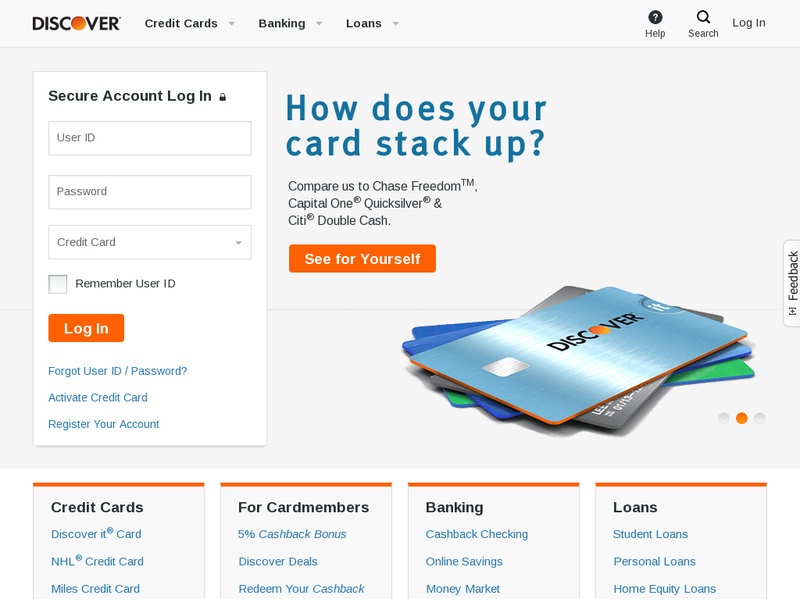 DISCOVER
Credit Cards
Banking
Loans
Help
Search
Log In
Secure Account Log In
User ID
Password
Credit Card
Remember User ID
Log In
Forgot User ID / Password?
Activate Credit Card
Register Your Account
How does your
card stack up?
Compare us to Chase Freedom™,
Capital One® Quicksilver® &
Citi® Double Cash.
See for Yourself
DISCOVER
it
[+] Feedback
Credit Cards
Discover it® Card
NHL® Credit Card
Miles Credit Card
For Cardmembers
5% Cashback Bonus
Discover Deals
Redeem Your Cashback
Banking
Cashback Checking
Online Savings
Money Market
Loans
Student Loans
Personal Loans
Home Equity Loans